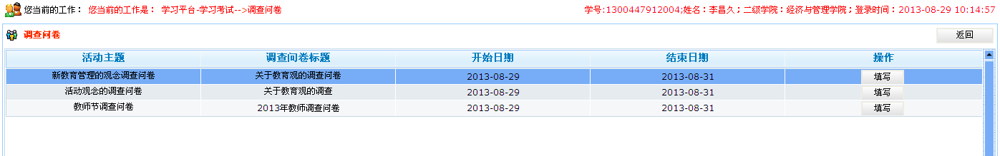 您当前的工作： 您当前的工作是： 学习平台-学习考试-->调查问卷 学号:1300447912004;姓名：李昌久；二级学院：经济与管理学院；登录时间：2013-08-29 10:14:57
调查问卷 返回
活动主题 调查问卷标题 开始日期 结束日期 操作
新教育管理的观念调查问卷 关于教育观的调查问卷 2013-08-29 2013-08-31 填写
活动观念的调查问卷 关于教育观的调查 2013-08-29 2013-08-31 填写
教师节调查问卷 2013年教师调查问卷 2013-08-29 2013-08-31 填写